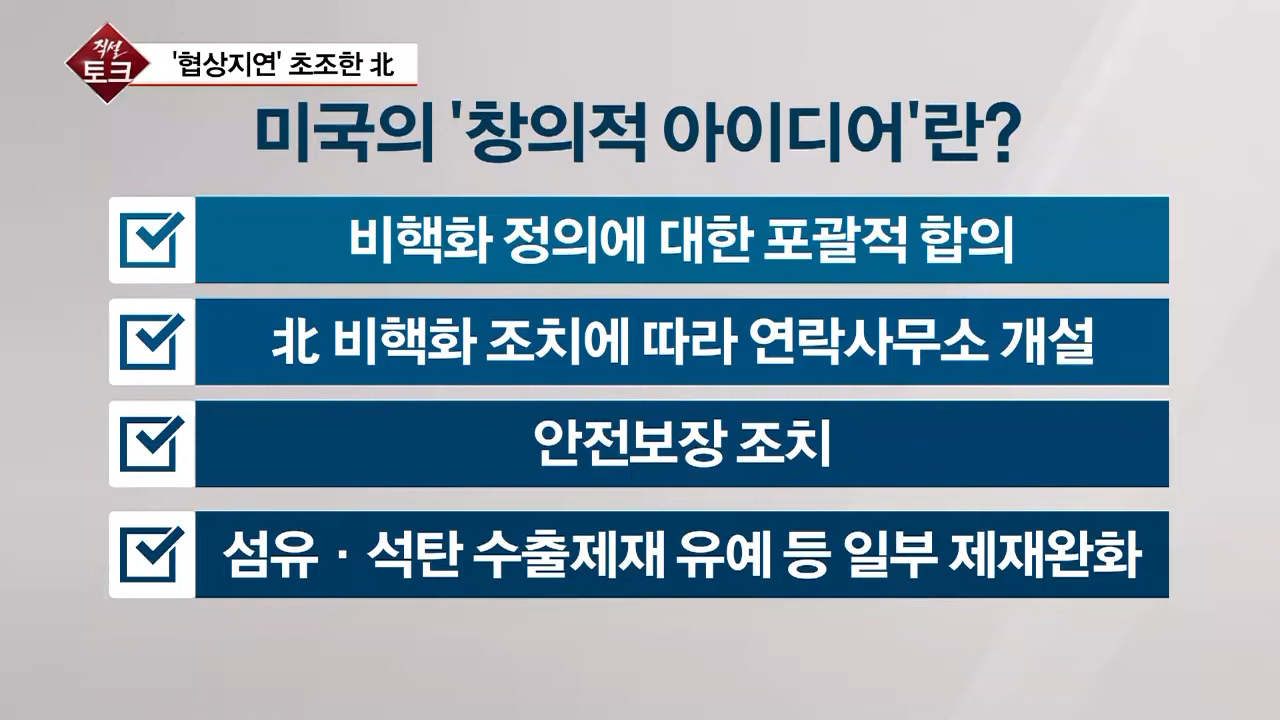 직설
토크
'협상지연' 초조한 北
미국의 '창의적 아이디어'란?
비핵화 정의에 대한 포괄적 합의
北 비핵화 조치에 따라 연락사무소 개설
안전보장 조치
섬유 · 석탄 수출제재 유예 등 일부 제재완화